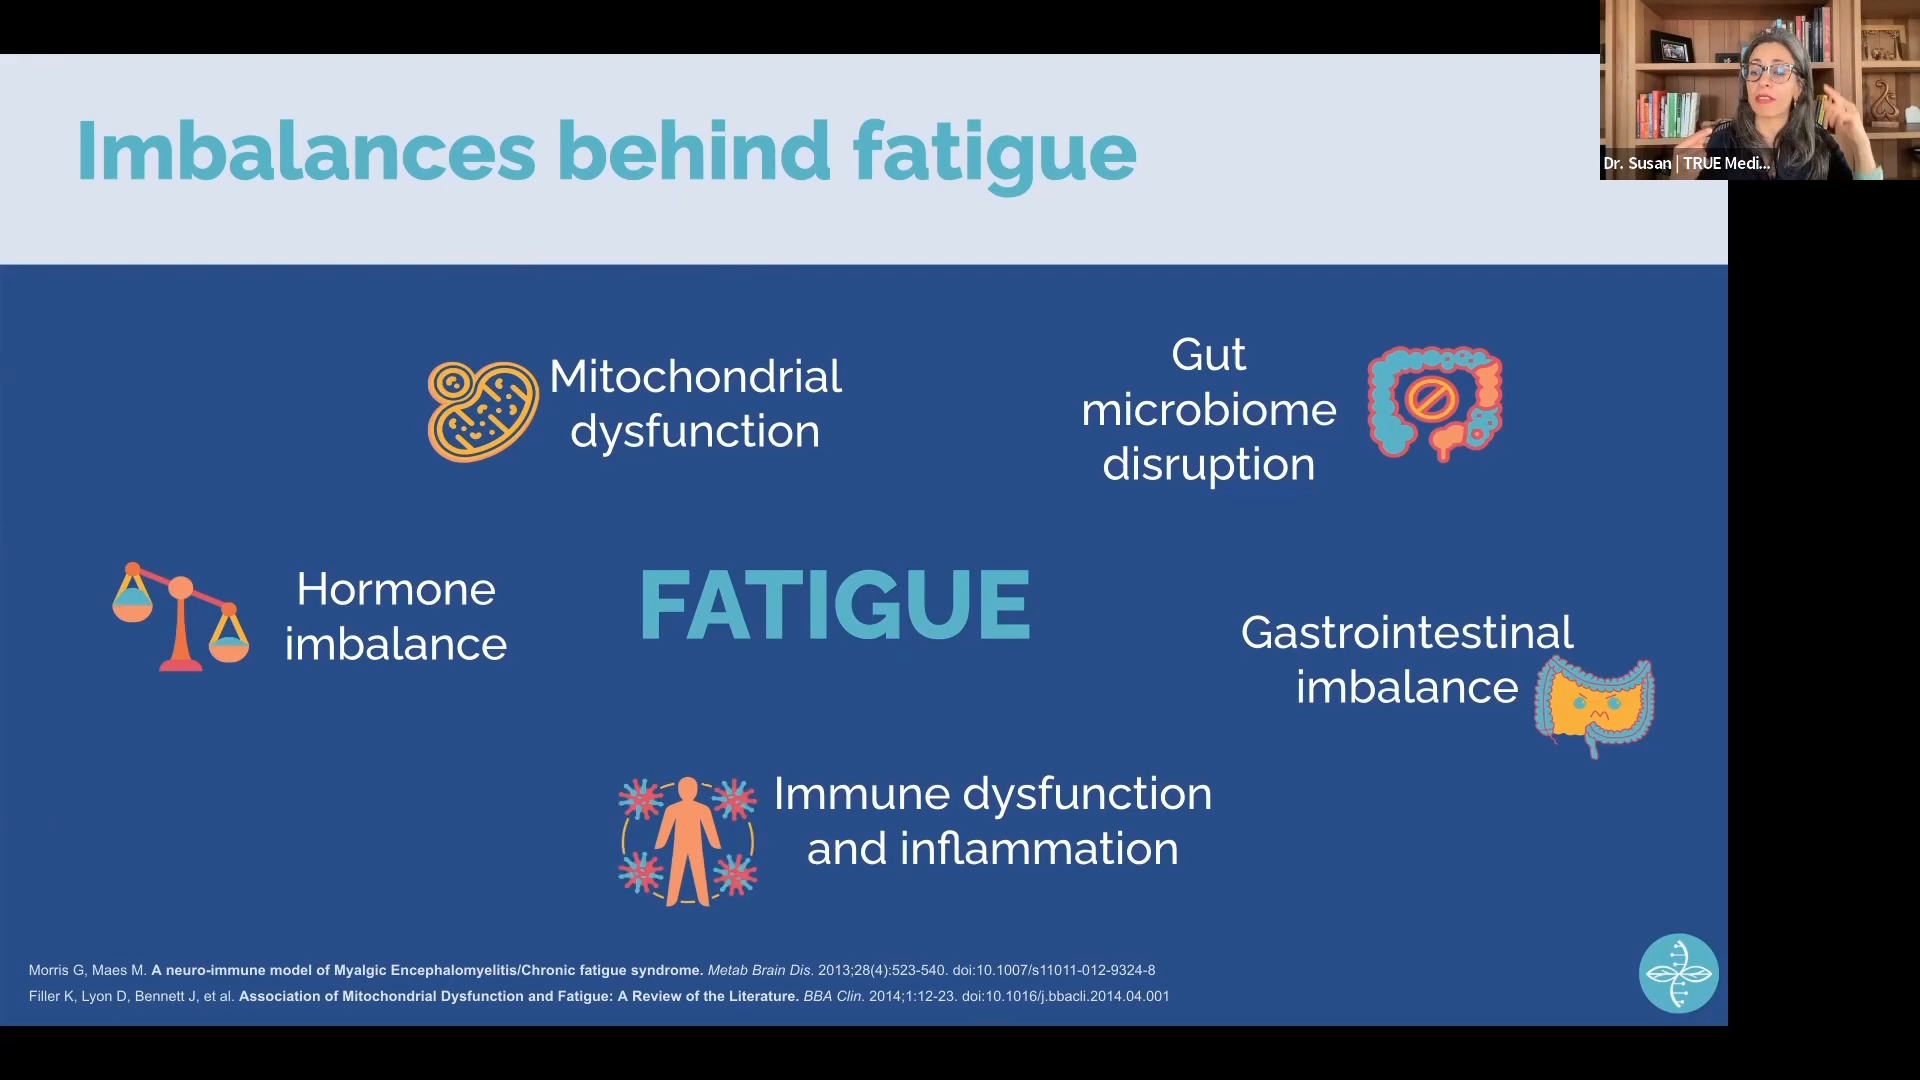 Imbalances behind fatigue
Dr. Susan | TRUE Medi...
Mitochondrial
dysfunction
Gut
microbiome
disruption
Hormone
imbalance
FATIGUE
Gastrointestinal
imbalance
Immune dysfunction
and inflammation
Morris G, Maes M. A neuro-immune model of Myalgic Encephalomyelitis/Chronic fatigue syndrome. Metab Brain Dis. 2013;28(4):523-540. doi:10.1007/s11011-012-9324-8
Filler K, Lyon D, Bennett J, et al. Association of Mitochondrial Dysfunction and Fatigue: A Review of the Literature. BBA Clin. 2014;1:12-23. doi:10.1016/j.bbacli.2014.04.001